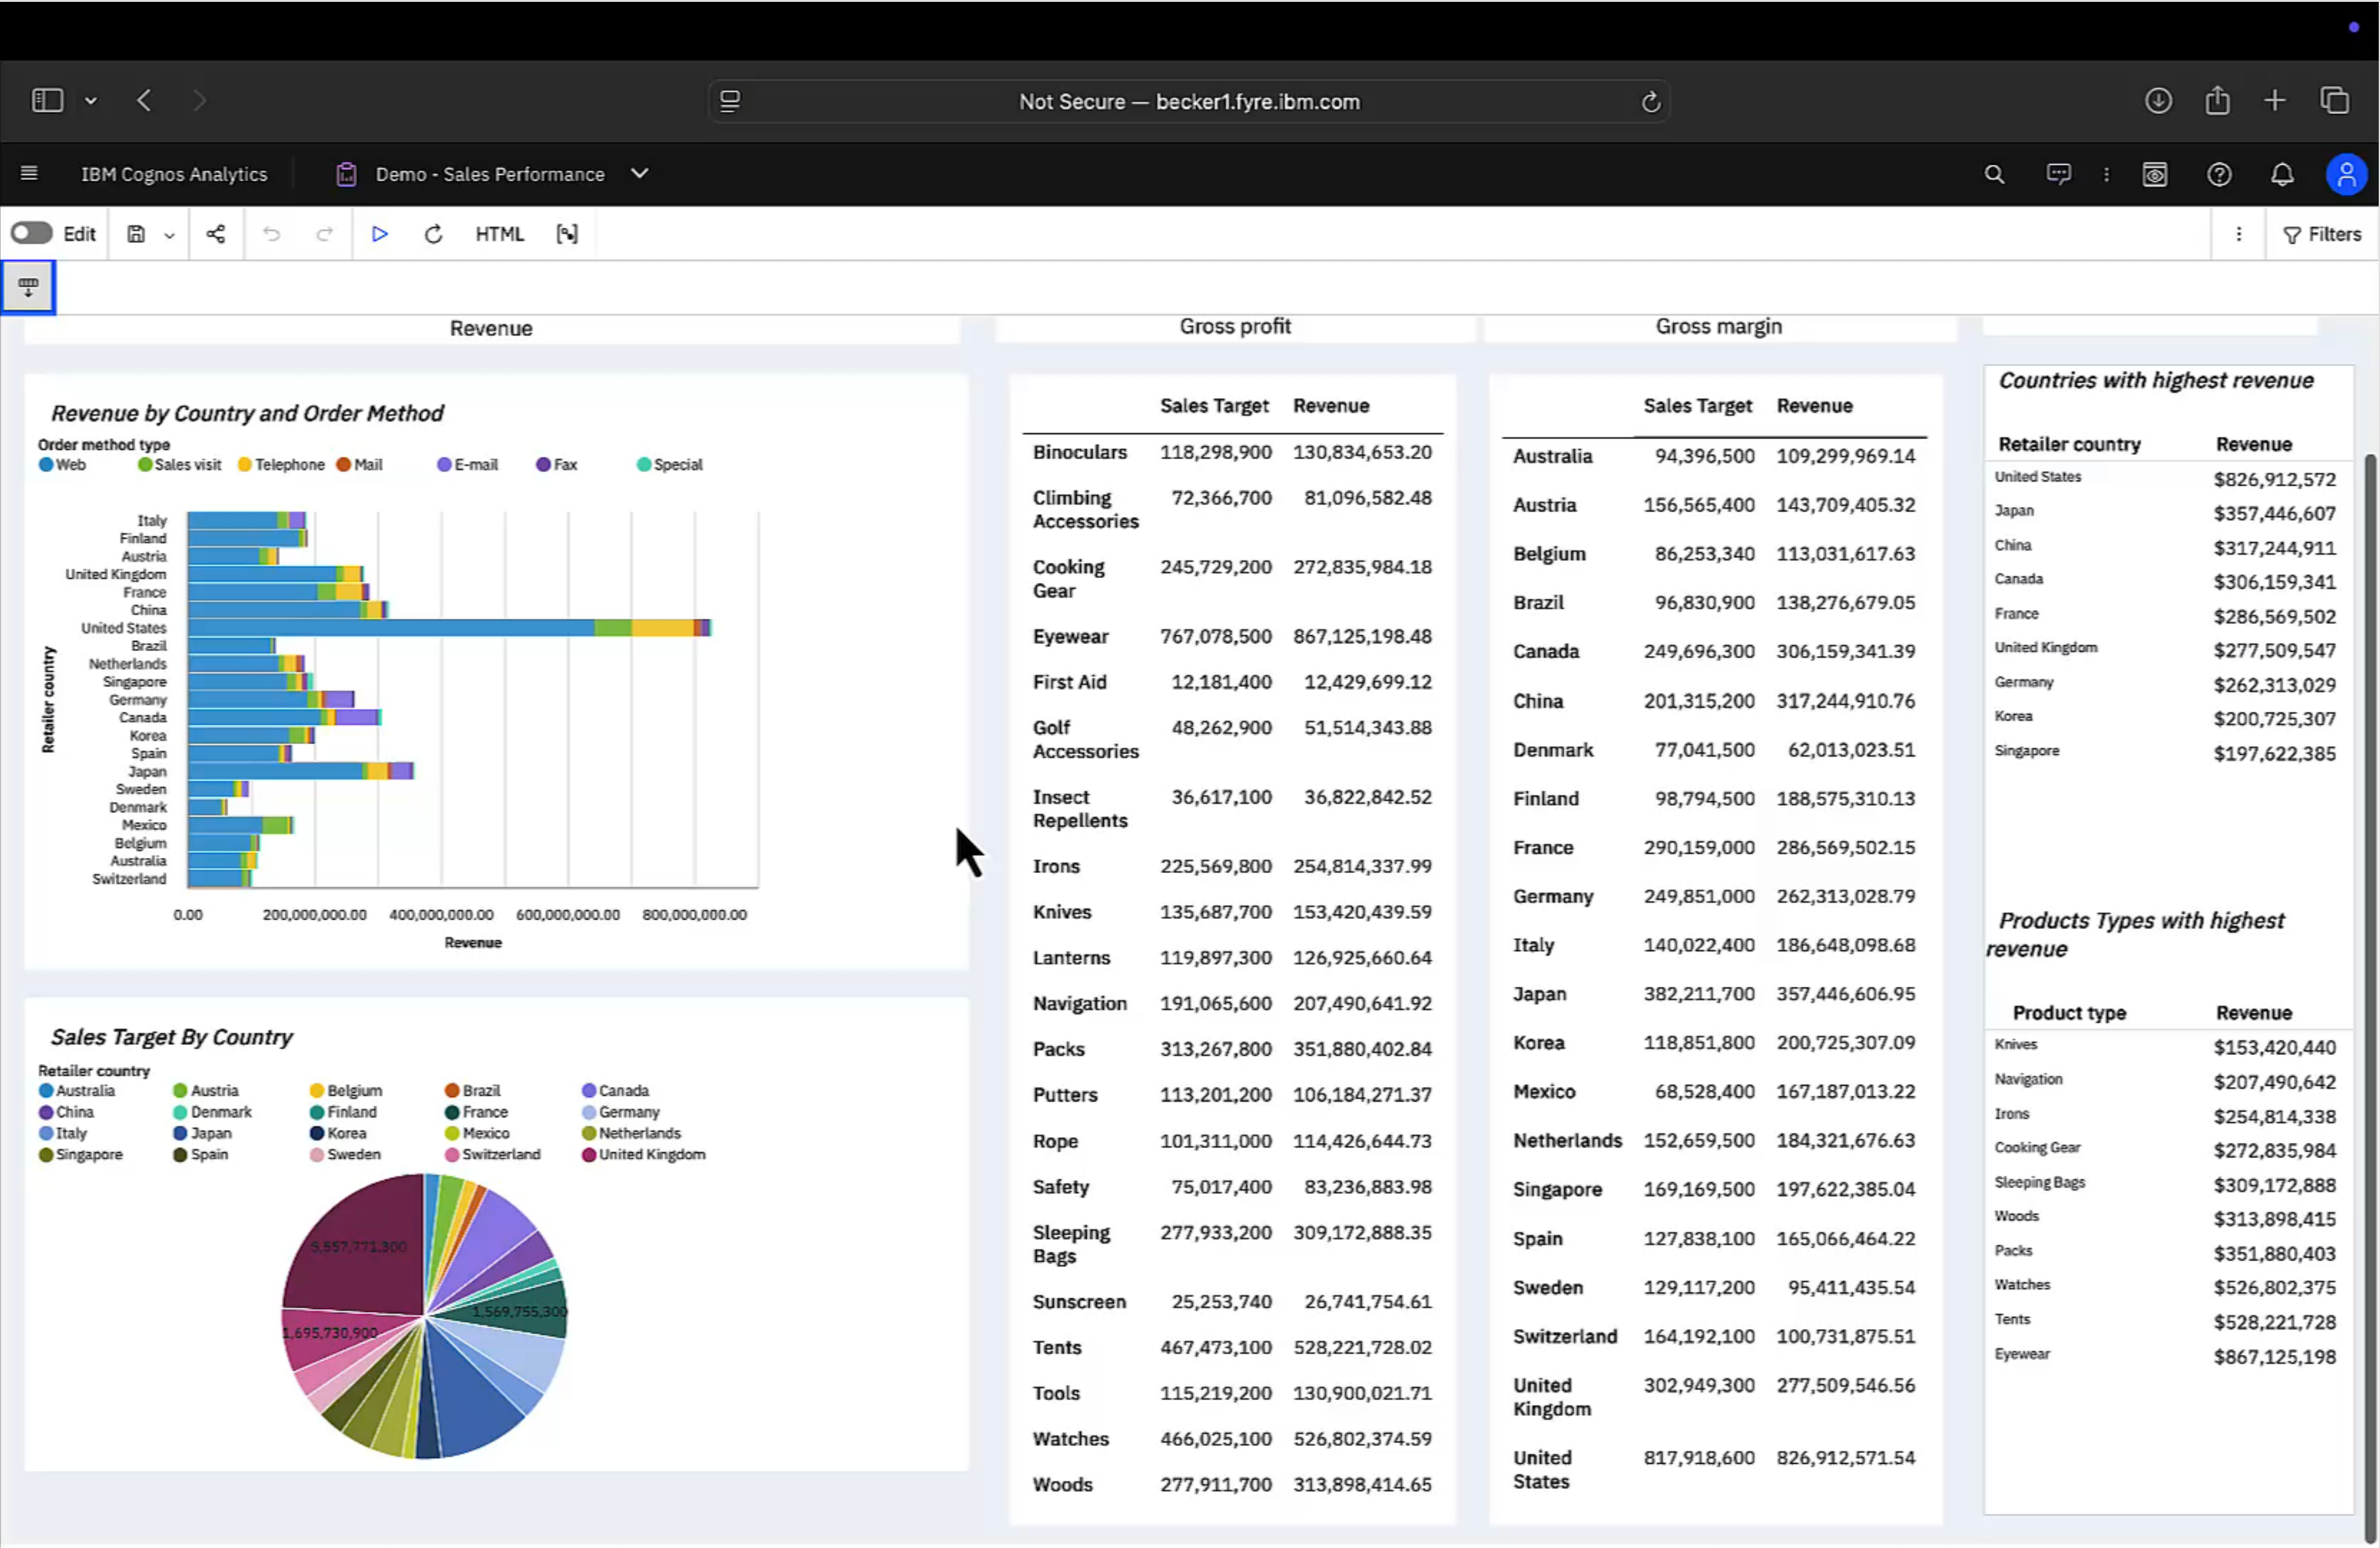 Not Secure — becker1.fyre.ibm.com
IBM Cognos Analytics
Demo - Sales Performance
Edit
HTML
Filters
Revenue
Gross profit
Gross margin
Revenue by Country and Order Method
Order method type
Web Sales visit Telephone Mail E-mail Fax Special
Retailer country
Italy
Finland
Austria
United Kingdom
France
China
United States
Brazil
Netherlands
Singapore
Germany
Canada
Korea
Spain
Japan
Sweden
Denmark
Mexico
Belgium
Australia
Switzerland
0.00 200,000,000.00 400,000,000.00 600,000,000.00 800,000,000.00
Revenue
Sales Target By Country
Retailer country
Australia Austria Belgium Brazil Canada
China Denmark Finland France Germany
Italy Japan Korea Mexico Netherlands
Singapore Spain Sweden Switzerland United Kingdom
5,557,771,300
1,569,755,300
1,695,730,900
Sales Target Revenue
Binoculars 118,298,900 130,834,653.20
Climbing 72,366,700 81,096,582.48
Accessories
Cooking 245,729,200 272,835,984.18
Gear
Eyewear 767,078,500 867,125,198.48
First Aid 12,181,400 12,429,699.12
Golf 48,262,900 51,514,343.88
Accessories
Insect 36,617,100 36,822,842.52
Repellents
Irons 225,569,800 254,814,337.99
Knives 135,687,700 153,420,439.59
Lanterns 119,897,300 126,925,660.64
Navigation 191,065,600 207,490,641.92
Packs 313,267,800 351,880,402.84
Putters 113,201,200 106,184,271.37
Rope 101,311,000 114,426,644.73
Safety 75,017,400 83,236,883.98
Sleeping 277,933,200 309,172,888.35
Bags
Sunscreen 25,253,740 26,741,754.61
Tents 467,473,100 528,221,728.02
Tools 115,219,200 130,900,021.71
Watches 466,025,100 526,802,374.59
Woods 277,911,700 313,898,414.65
Sales Target Revenue
Australia 94,396,500 109,299,969.14
Austria 156,565,400 143,709,405.32
Belgium 86,253,340 113,031,617.63
Brazil 96,830,900 138,276,679.05
Canada 249,696,300 306,159,341.39
China 201,315,200 317,244,910.76
Denmark 77,041,500 62,013,023.51
Finland 98,794,500 188,575,310.13
France 290,159,000 286,569,502.15
Germany 249,851,000 262,313,028.79
Italy 140,022,400 186,648,098.68
Japan 382,211,700 357,446,606.95
Korea 118,851,800 200,725,307.09
Mexico 68,528,400 167,187,013.22
Netherlands 152,659,500 184,321,676.63
Singapore 169,169,500 197,622,385.04
Spain 127,838,100 165,066,464.22
Sweden 129,117,200 95,411,435.54
Switzerland 164,192,100 100,731,875.51
United 302,949,300 277,509,546.56
Kingdom
United 817,918,600 826,912,571.54
States
Countries with highest revenue
Retailer country Revenue
United States $826,912,572
Japan $357,446,607
China $317,244,911
Canada $306,159,341
France $286,569,502
United Kingdom $277,509,547
Germany $262,313,029
Korea $200,725,307
Singapore $197,622,385
Products Types with highest
revenue
Product type Revenue
Knives $153,420,440
Navigation $207,490,642
Irons $254,814,338
Cooking Gear $272,835,984
Sleeping Bags $309,172,888
Woods $313,898,415
Packs $351,880,403
Watches $526,802,375
Tents $528,221,728
Eyewear $867,125,198